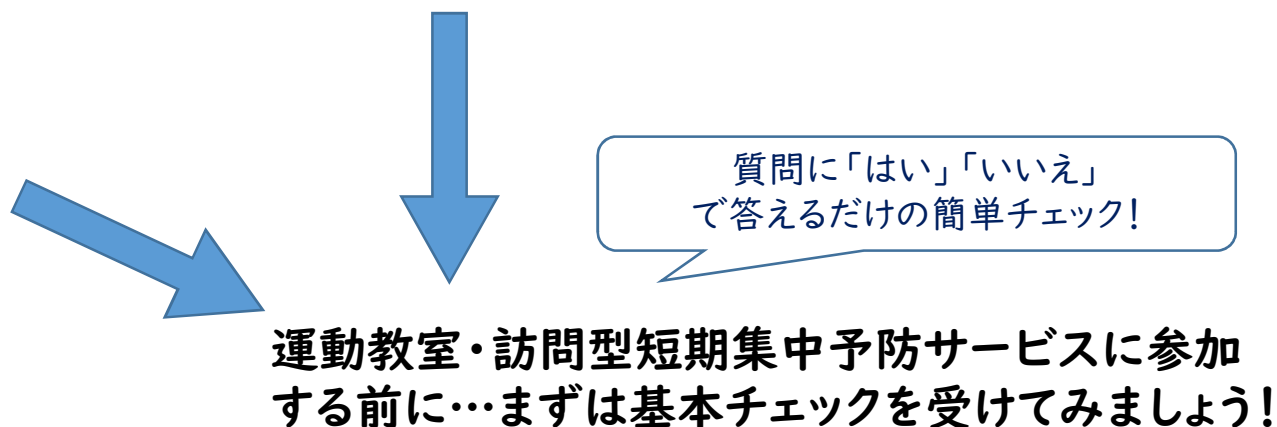 質問に「はい」「いいえ」
で答えるだけの簡単チェック!
運動教室・訪問型短期集中予防サービスに参加
する前に…まずは基本チェックを受けてみましょう!